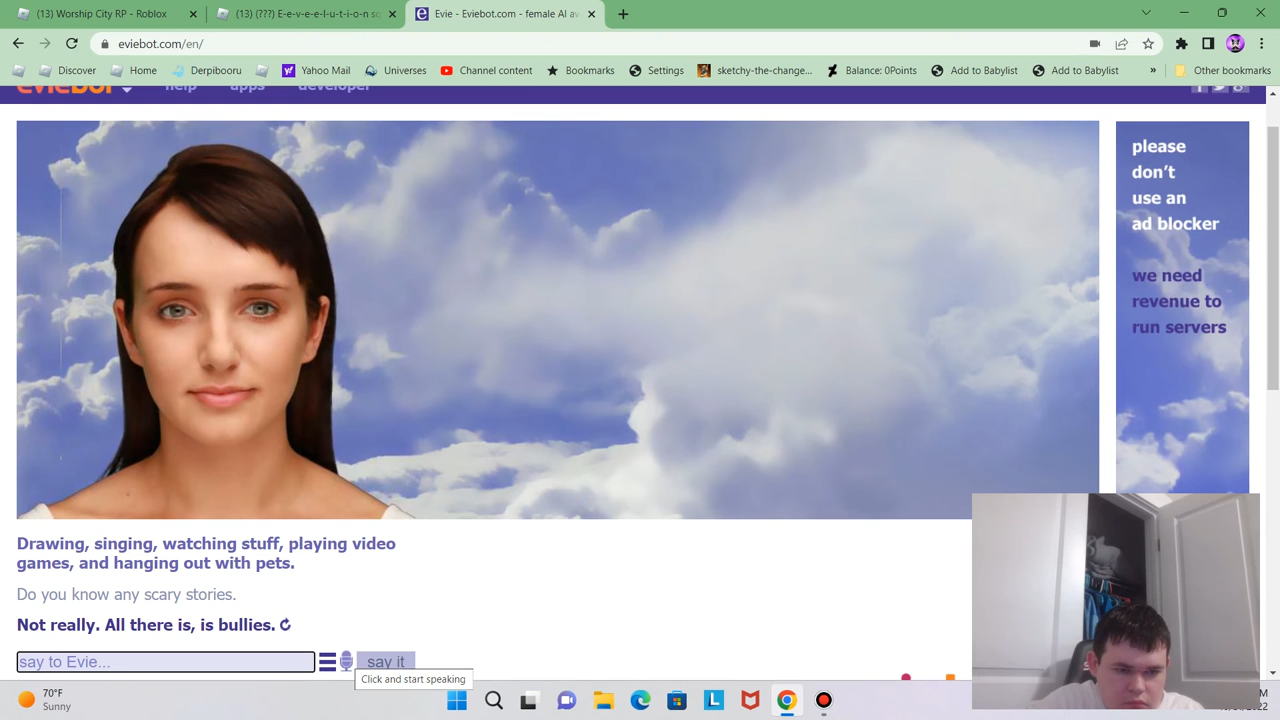 (13) Worship City RP - Roblox
(13) (???) E-e-v-e-l-u-t-i-o-n sq
Evie - Eviebot.com - female AI av
eviebot.com/en/
Discover
Home
Derpibooru
Yahoo Mail
Universes
Channel content
Bookmarks
Settings
sketchy-the-change...
Balance: 0Points
Add to Babylist
Add to Babylist
»
Other bookmarks
eviebot
help
apps
developer
please
don't
use an
ad blocker
we need
revenue to
run servers
Drawing, singing, watching stuff, playing video
games, and hanging out with pets.
Do you know any scary stories.
Not really. All there is, is bullies.
say to Evie...
say it
Click and start speaking
70°F
Sunny